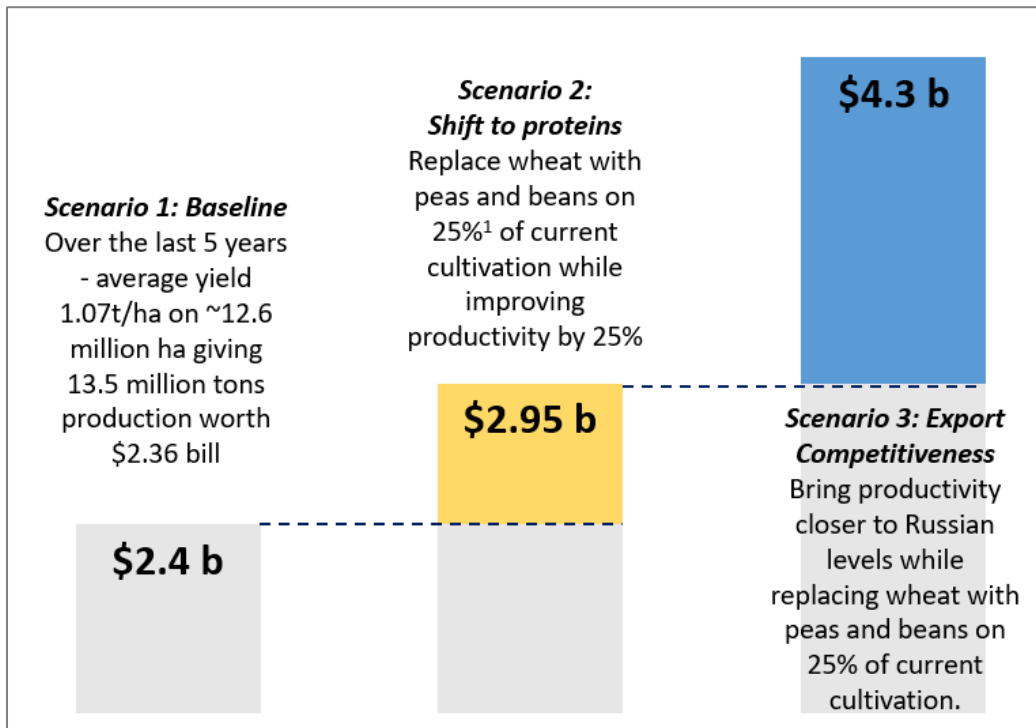 Scenario 1: Baseline
Over the last 5 years
- average yield
1.07t/ha on ~12.6
million ha giving
13.5 million tons
production worth
$2.36 bill
$2.4 b
Scenario 2:
Shift to proteins
Replace wheat with
peas and beans on
25%¹ of current
cultivation while
improving
productivity by 25%
$2.95 b
$4.3 b
Scenario 3: Export
Competitiveness
Bring productivity
closer to Russian
levels while
replacing wheat with
peas and beans on
25% of current
cultivation.